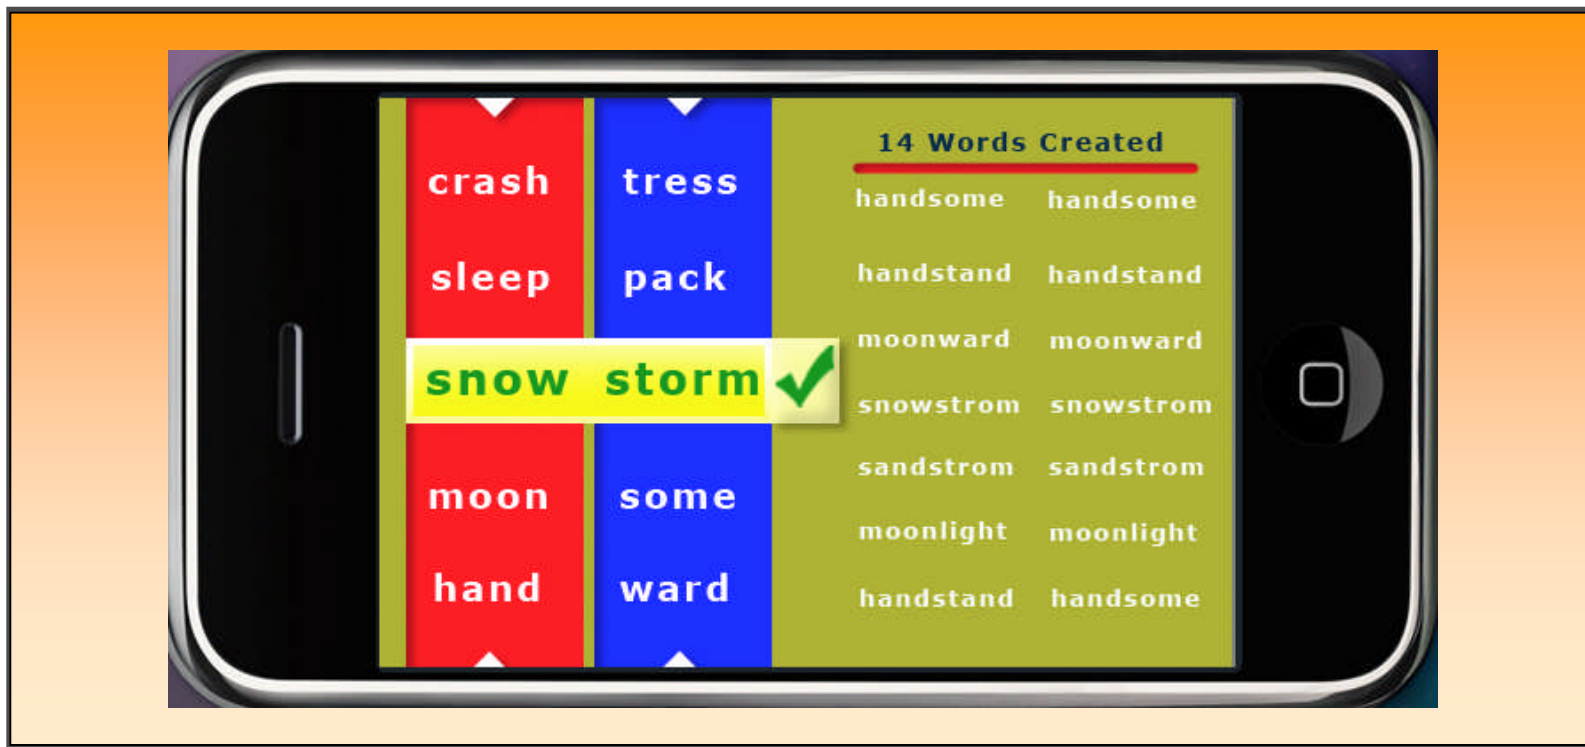 crash tress
sleep pack
snow storm
moon some
hand ward
14 Words Created
handsome handsome
handstand handstand
moonward moonward
snowstrom snowstrom
sandstrom sandstrom
moonlight moonlight
handstand handsome